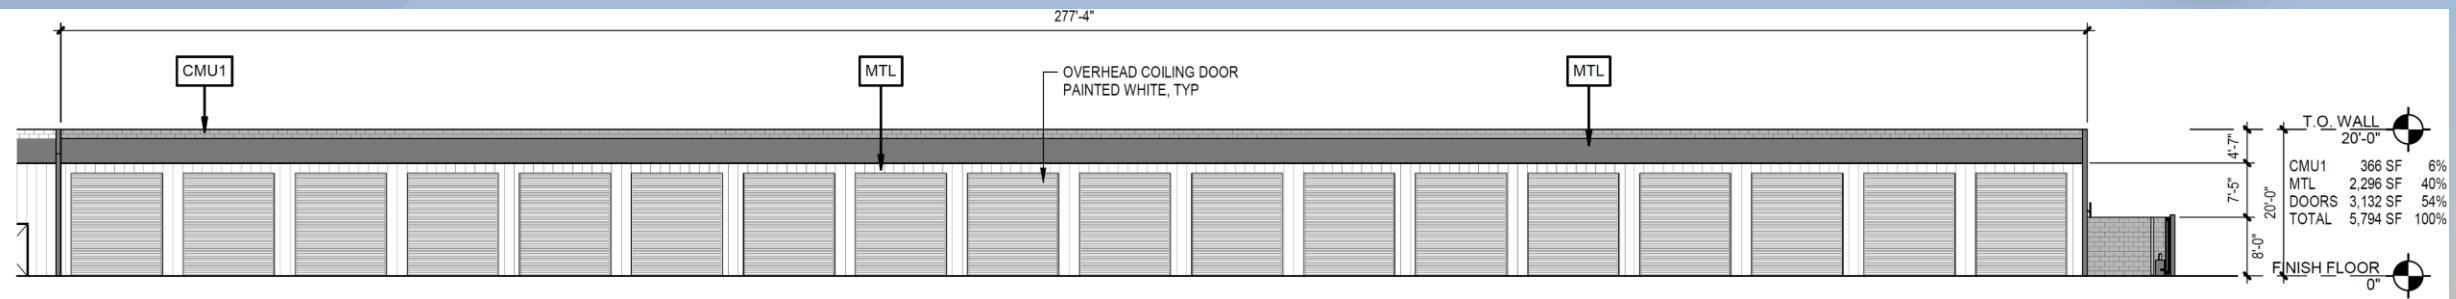 277'-4"
CMU1
MTL
OVERHEAD COILING DOOR
PAINTED WHITE, TYP
MTL
T.O. WALL
20'-0"
4'-7"
7'-5"
20'-0"
8'-0"
CMU1 366 SF 6%
MTL 2,296 SF 40%
DOORS 3,132 SF 54%
TOTAL 5,794 SF 100%
FINISH FLOOR
0"